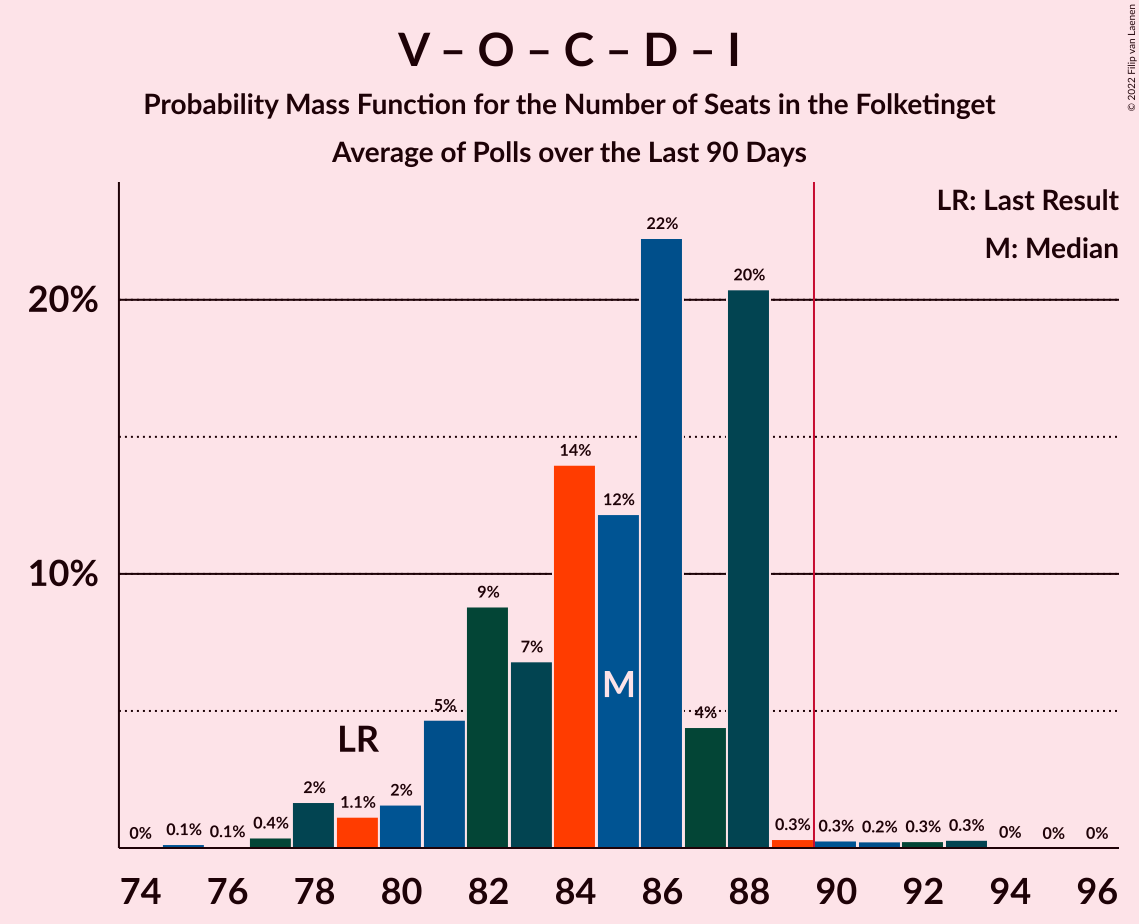 V – O – C – D – I
Probability Mass Function for the Number of Seats in the Folketinget
Average of Polls over the Last 90 Days
© 2022 Filip van Laenen
LR: Last Result
M: Median
20%
10%
0%
0.1%
0.1%
0.4%
2%
1.1%
2%
5%
9%
7%
14%
12%
22%
4%
20%
0.3%
0.3%
0.2%
0.3%
0.3%
0%
0%
0%
LR
M
74 76 78 80 82 84 86 88 90 92 94 96